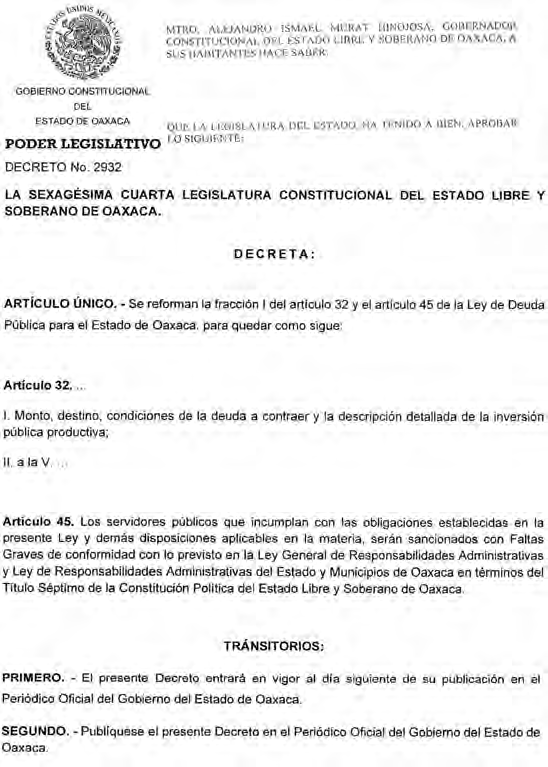 ESTADOS UNIDOS MEXICANOS
MTRO. ALEJANDRO ISMAEL MURAT HINOJOSA, GOBERNADOR
CONSTITUCIONAL DEL ESTADO LIBRE Y SOBERANO DE OAXACA, A
SUS HABITANTES HACE SABER:
GOBIERNO CONSTITUCIONAL
DEL
ESTADO DE OAXACA
PODER LEGISLATIVO
QUE LA LEGISLATURA DEL ESTADO, HA TENIDO A BIEN, APROBAR
LO SIGUIENTE:
DECRETO No. 2932
LA SEXAGÉSIMA CUARTA LEGISLATURA CONSTITUCIONAL DEL ESTADO LIBRE Y
SOBERANO DE OAXACA.
DECRETA:
ARTÍCULO ÚNICO. - Se reforman la fracción I del artículo 32 y el artículo 45 de la Ley de Deuda
Pública para el Estado de Oaxaca. para quedar como sigue:
Artículo 32. ...
I. Monto, destino, condiciones de la deuda a contraer y la descripción detallada de la inversión
pública productiva;
II. a la V. ...
Artículo 45. Los servidores públicos que incumplan con las obligaciones establecidas en la
presente Ley y demás disposiciones aplicables en la materia, serán sancionados con Faltas
Graves de conformidad con lo previsto en la Ley General de Responsabilidades Administrativas
y Ley de Responsabilidades Administrativas del Estado y Municipios de Oaxaca en términos del
Título Séptimo de la Constitución Política del Estado Libre y Soberano de Oaxaca.
TRÁNSITORIOS:
PRIMERO. - El presente Decreto entrará en vigor al día siguiente de su publicación en el
Periódico Oficial del Gobierno del Estado de Oaxaca.
SEGUNDO. - Publíquese el presente Decreto en el Periódico Oficial del Gobierno del Estado de
Oaxaca.